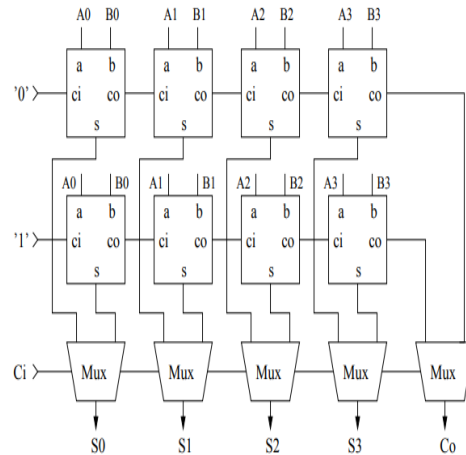 A0 B0 A1 B1 A2 B2 A3 B3
a b a b a b a b
'0' ci co ci co ci co ci co
s s s s
A0 B0 A1 B1 A2 B2 A3 B3
a b a b a b a b
'1' ci co ci co ci co ci co
s s s s
Ci Mux Mux Mux Mux Mux
S0 S1 S2 S3 Co